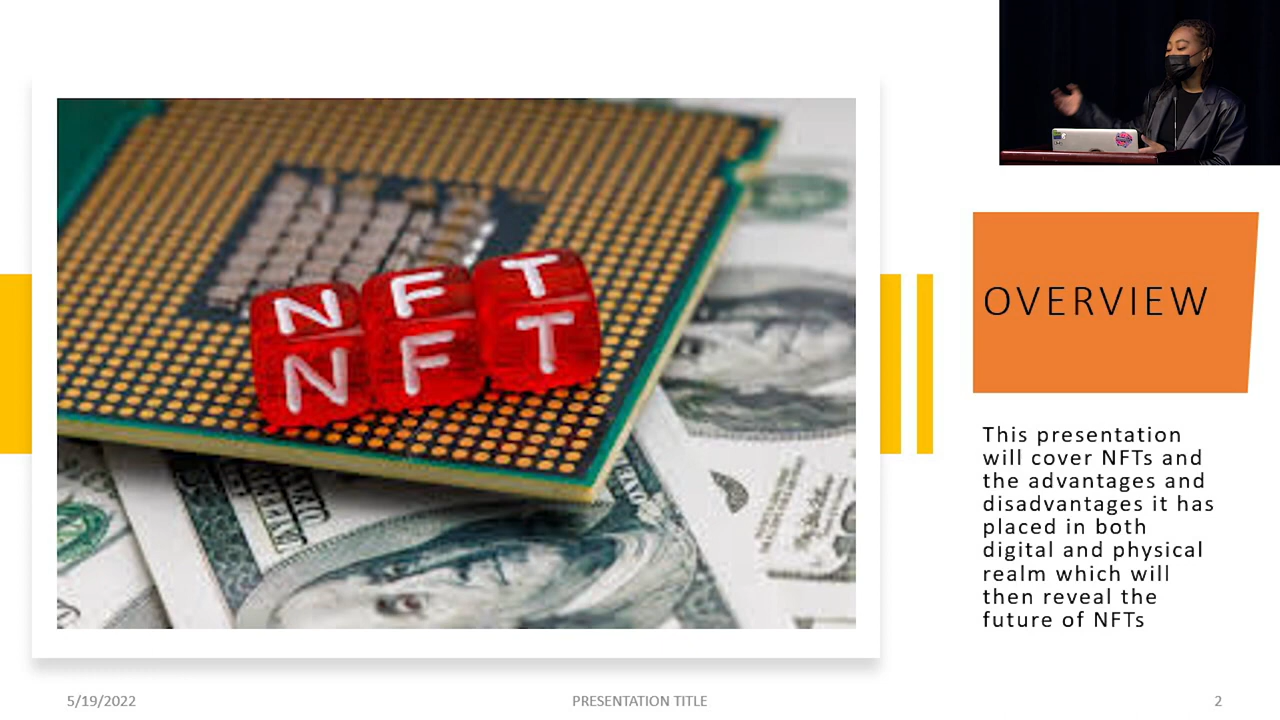 N F T
N F T
OVERVIEW
This presentation
will cover NFTs and
the advantages and
disadvantages it has
placed in both
digital and physical
realm which will
then reveal the
future of NFTs
5/19/2022
PRESENTATION TITLE
2